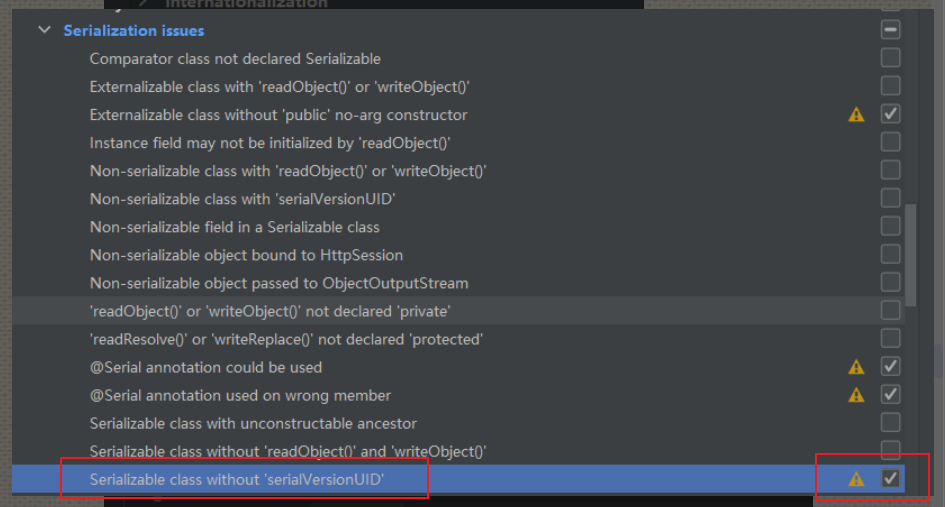 Internationalization
Serialization issues
Comparator class not declared Serializable
Externalizable class with 'readObject()' or 'writeObject()'
Externalizable class without 'public' no-arg constructor
Instance field may not be initialized by 'readObject()'
Non-serializable class with 'readObject()' or 'writeObject()'
Non-serializable class with 'serialVersionUID'
Non-serializable field in a Serializable class
Non-serializable object bound to HttpSession
Non-serializable object passed to ObjectOutputStream
'readObject()' or 'writeObject()' not declared 'private'
'readResolve()' or 'writeReplace()' not declared 'protected'
@Serial annotation could be used
@Serial annotation used on wrong member
Serializable class with unconstructable ancestor
Serializable class without 'readObject()' and 'writeObject()'
Serializable class without 'serialVersionUID'